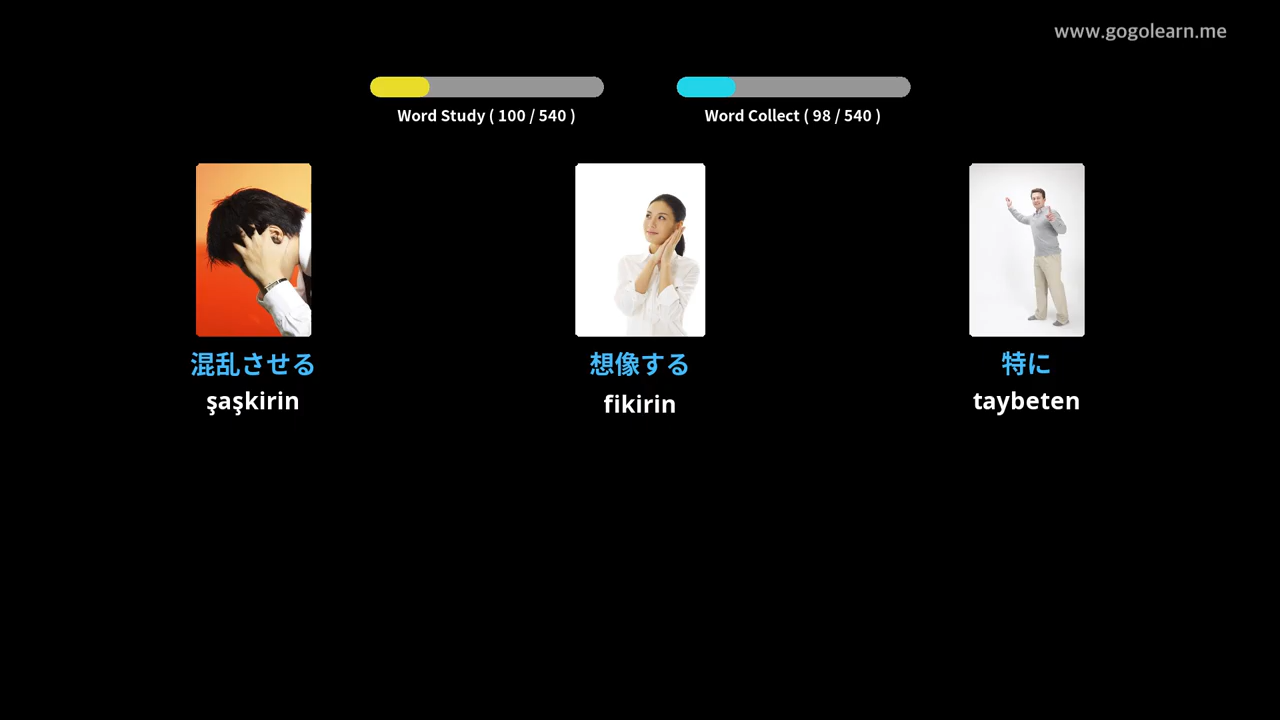 www.gogolearn.me
Word Study ( 100 / 540 )
Word Collect ( 98 / 540 )
混乱させる
şaşkirin
想像する
fikirin
特に
taybeten